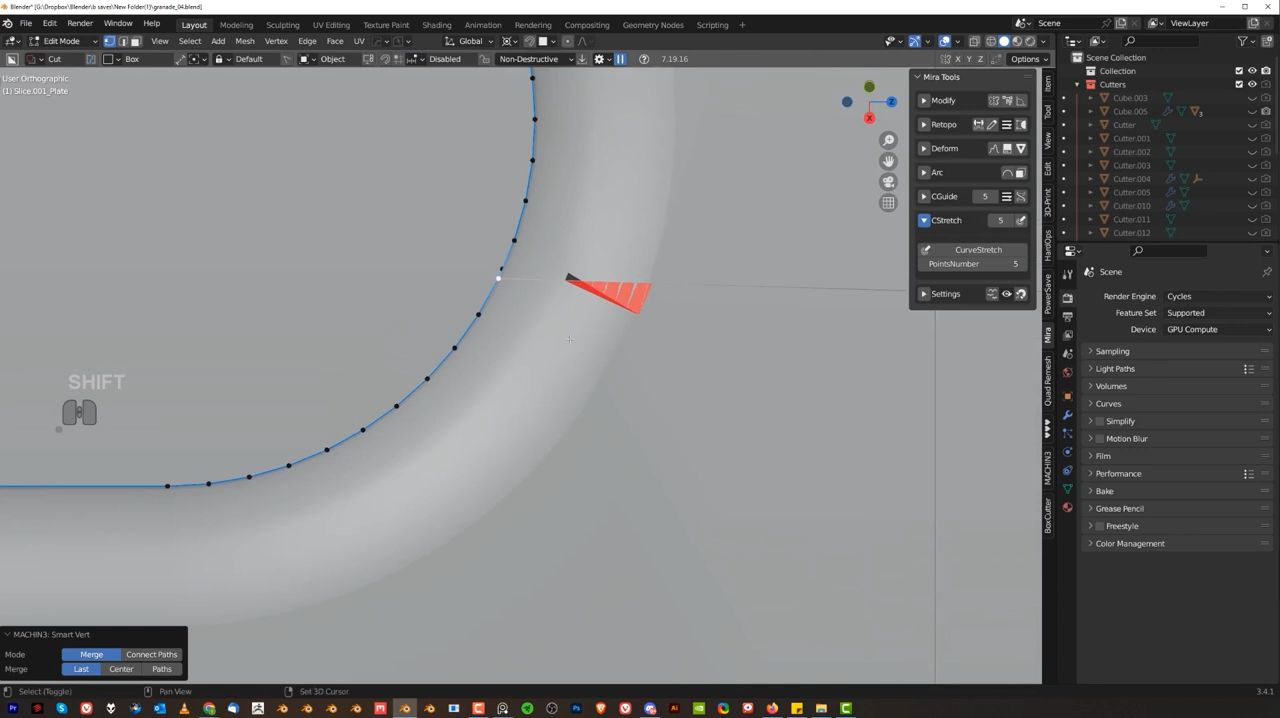 Blender* [G:\Dropbox\Blender\b saves\New Folder(1)\granade_04.blend]
File Edit Render Window Help Layout Modeling Sculpting UV Editing Texture Paint Shading Animation Rendering Compositing Geometry Nodes Scripting + Scene ViewLayer
Edit Mode View Select Add Mesh Vertex Edge Face UV Global
Cut Box Default Object Disabled Non-Destructive 7.19.16 X Y Z Options
User Orthographic
(1) Slice.001_Plate
Mira Tools
Modify
Retopo
Deform
Arc
CGuide 5
CStretch 5
CurveStretch
PointsNumber 5
Settings
Z
X
Item
Tool
View
Edit
3D-Print
HardOps
PowerSave
Mira
Quad Remesh
MACHIN3
BoxCutter
Scene Collection
Collection
Cutters
Cube.003
Cube.005 3
Cutter
Cutter.001
Cutter.002
Cutter.003
Cutter.004
Cutter.005
Cutter.010
Cutter.011
Cutter.012
Scene
Render Engine Cycles
Feature Set Supported
Device GPU Compute
Sampling
Light Paths
Volumes
Curves
Simplify
Motion Blur
Film
Performance
Bake
Grease Pencil
Freestyle
Color Management
SHIFT
MACHIN3: Smart Vert
Mode Merge Connect Paths
Merge Last Center Paths
Select (Toggle) Pan View Set 3D Cursor 3.4.1